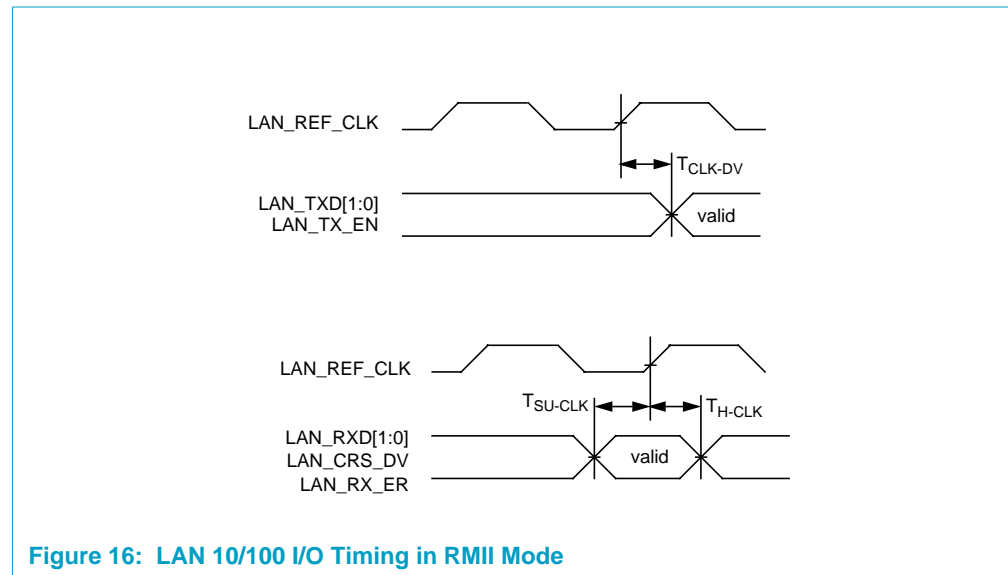 LAN_REF_CLK
TCLK-DV
LAN_TXD[1:0]
LAN_TX_EN
valid
LAN_REF_CLK
TSU-CLK
TH-CLK
LAN_RXD[1:0]
LAN_CRS_DV
LAN_RX_ER
valid
Figure 16: LAN 10/100 I/O Timing in RMII Mode